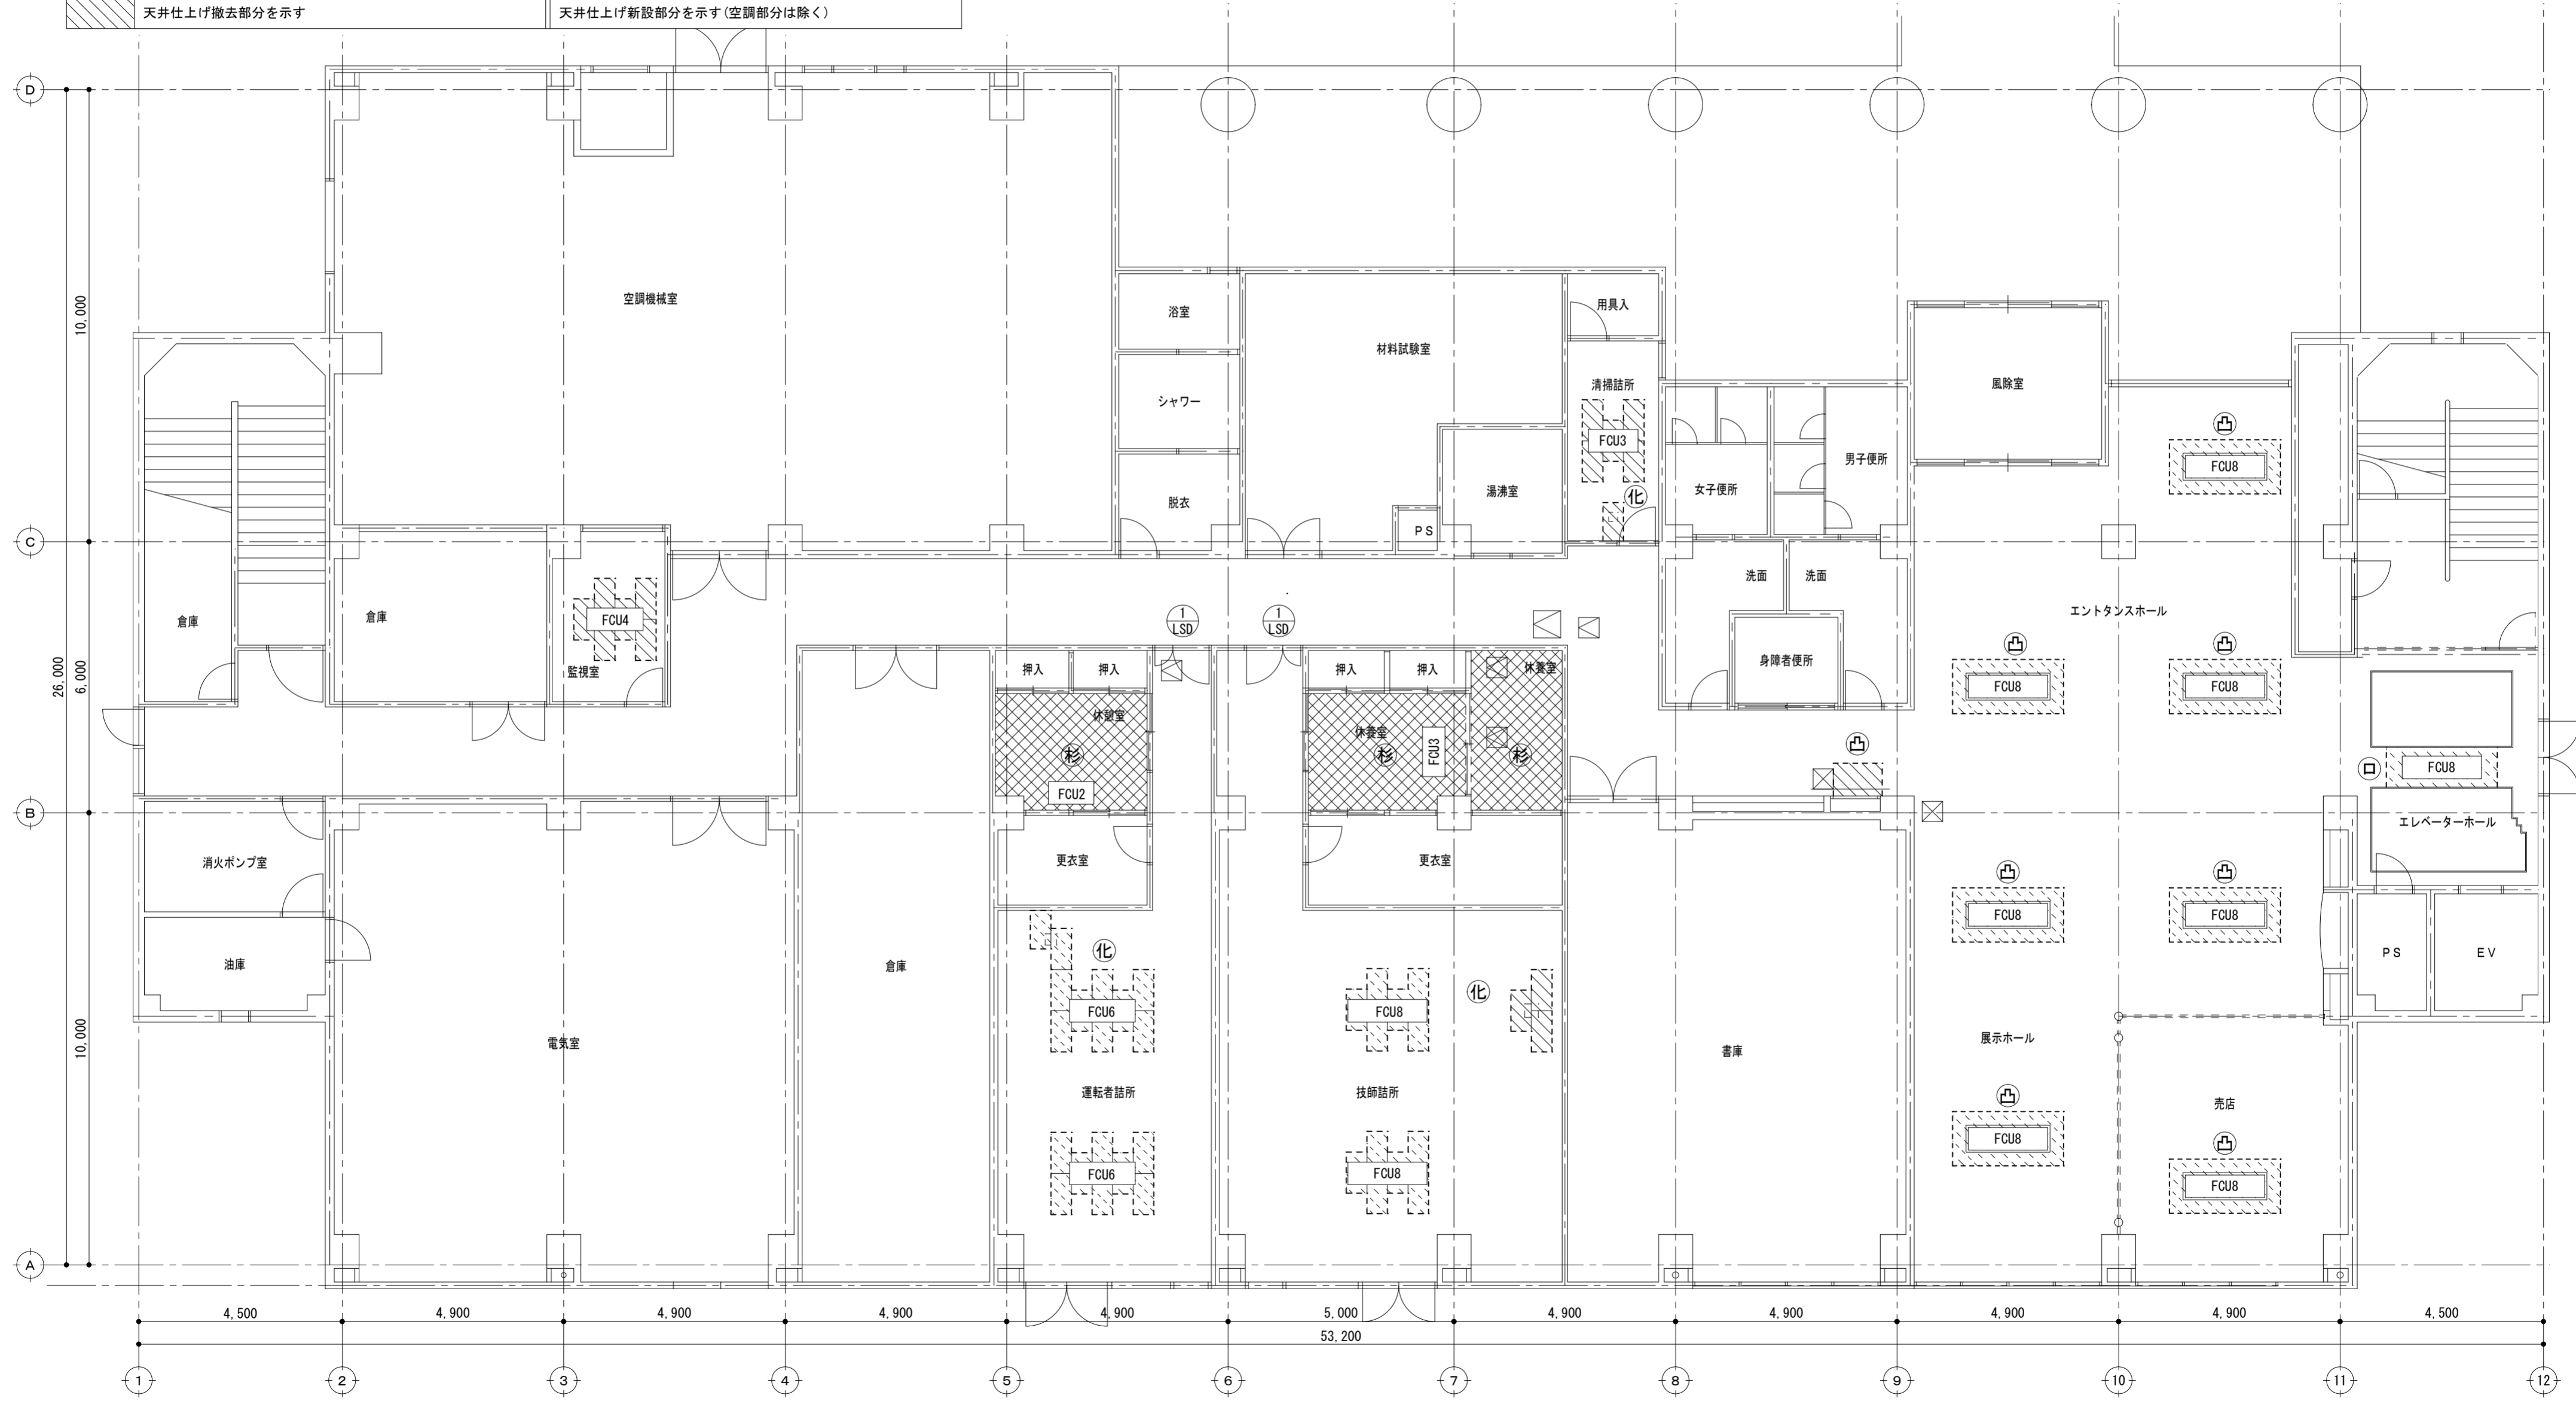 天井仕上げ撤去部分を示す
天井仕上げ新設部分を示す(空調部分は除く)
D
10,000
空調機械室
浴室
用具入
材料試験室
清掃詰所
風除室
シャワー
凸
FCU3
男子便所
FCU8
女子便所
湯沸室
化
脱衣
PS
C
洗面
洗面
エントタンスホール
倉庫
倉庫
FCU4
1
LSD
1
LSD
凸
凸
監視室
押入
押入
押入
押入
休養室
身障者便所
26,000
6,000
FCU8
FCU8
休憩室
休養室
杉
杉
杉
FCU3
凸
ロ
FCU8
FCU2
B
エレベーターホール
消火ポンプ室
更衣室
更衣室
凸
凸
FCU8
FCU8
油庫
倉庫
化
化
PS
EV
FCU6
FCU8
10,000
電気室
書庫
展示ホール
運転者詰所
技師詰所
凸
売店
FCU8
凸
FCU6
FCU8
FCU8
A
4,500
4,900
4,900
4,900
4,900
5,000
4,900
4,900
4,900
4,900
4,500
53,200
1
2
3
4
5
6
7
8
9
10
11
12